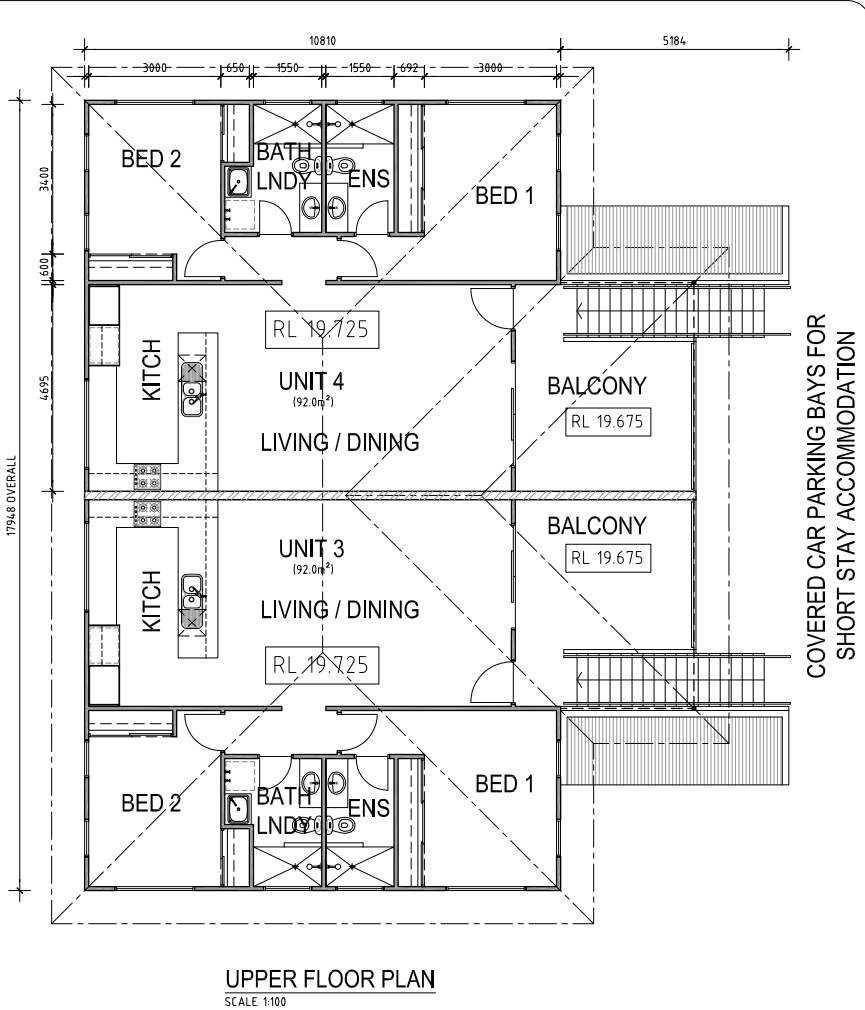 10810
5184
3000
650
1550
1550
692
3000
BED 2
BATH
LNDY
ENS
BED 1
3400
600
4695
17948 OVERALL
RL 19.725
KITCH
UNIT 4
(92.0m²)
LIVING / DINING
BALCONY
RL 19.675
COVERED CAR PARKING BAYS FOR
SHORT STAY ACCOMMODATION
BALCONY
RL 19.675
UNIT 3
(92.0m²)
KITCH
LIVING / DINING
RL 19.725
BED 2
BATH
LNDY
ENS
BED 1
UPPER FLOOR PLAN
SCALE 1:100